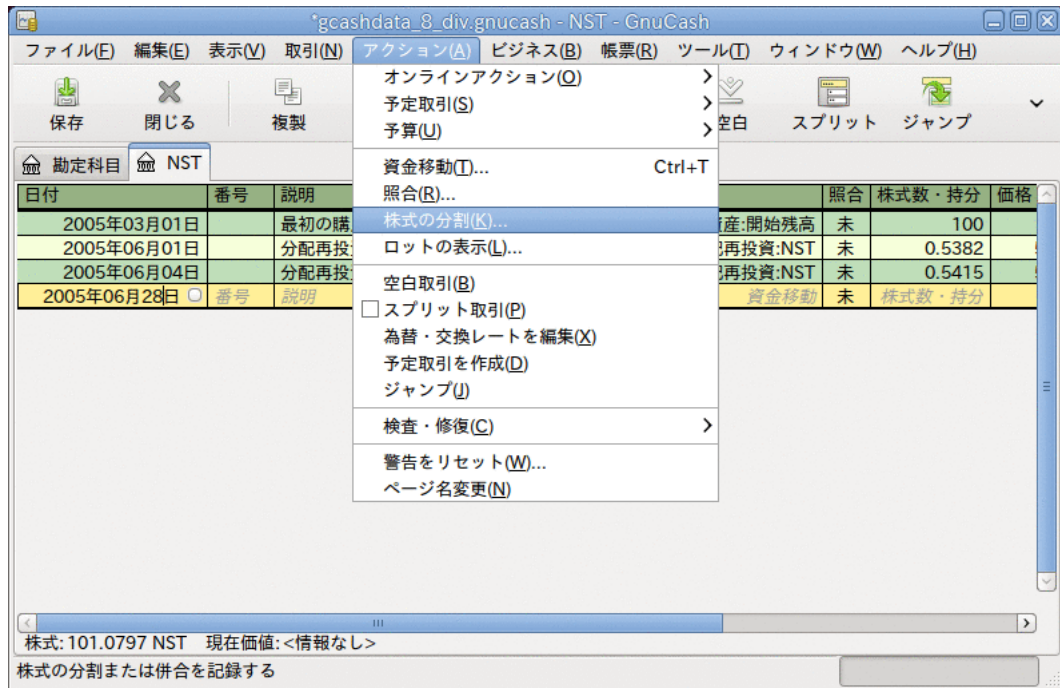 *gcashdata_8_div.gnucash - NST - GnuCash
ファイル(F) 編集(E) 表示(V) 取引(N) アクション(A) ビジネス(B) 帳票(R) ツール(T) ウィンドウ(W) ヘルプ(H)
保存 閉じる 複製 空白 スプリット ジャンプ
勘定科目 NST
オンラインアクション(O)
予定取引(S)
予算(U)
資金移動(T)... Ctrl+T
照合(R)...
株式の分割(K)...
ロットの表示(L)...
空白取引(B)
スプリット取引(P)
為替・交換レートを編集(X)
予定取引を作成(D)
ジャンプ(J)
検査・修復(C)
警告をリセット(W)...
ページ名変更(N)
日付 番号 説明 照合 株式数・持分 価格
2005年03月01日 最初の購 資産:開始残高 未 100
2005年06月01日 分配再投 再投資:NST 未 0.5382
2005年06月04日 分配再投 再投資:NST 未 0.5415
2005年06月28日 番号 説明 資金移動 未 株式数・持分
株式: 101.0797 NST 現在価値: <情報なし>
株式の分割または併合を記録する